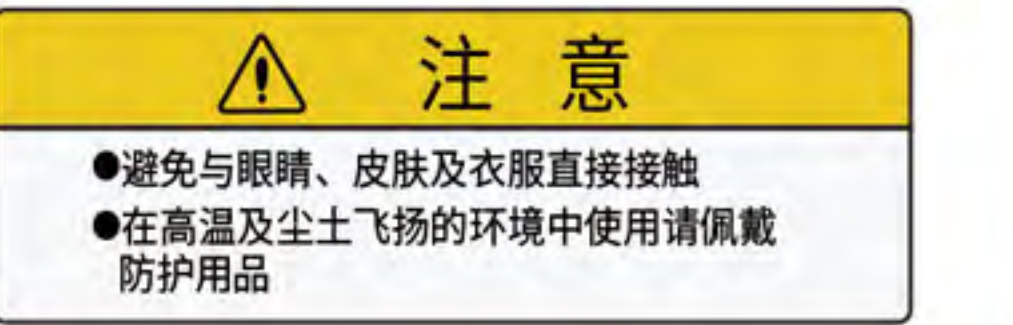 注 意
●避免与眼睛、皮肤及衣服直接接触
●在高温及尘土飞扬的环境中使用请佩戴
防护用品